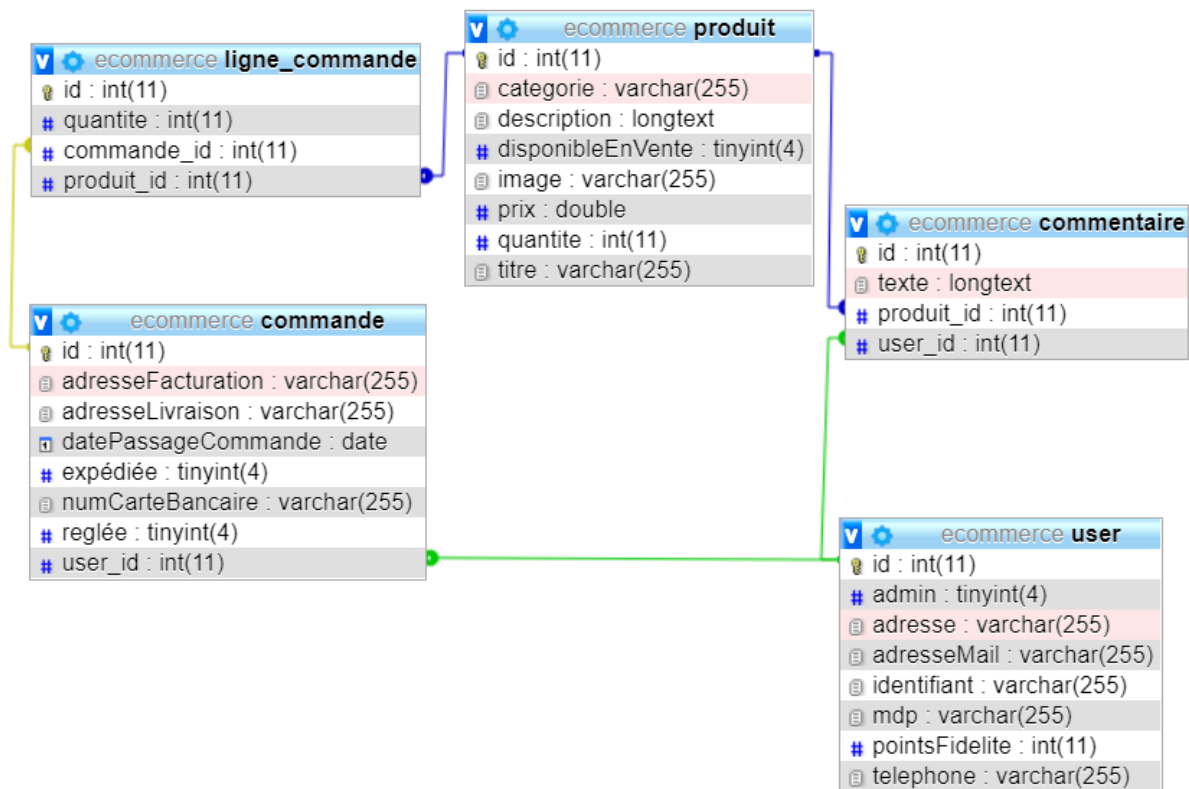 ecommerce ligne_commande
id : int(11)
quantite : int(11)
commande_id : int(11)
produit_id : int(11)
ecommerce produit
id : int(11)
categorie : varchar(255)
description : longtext
disponibleEnVente : tinyint(4)
image : varchar(255)
prix : double
quantite : int(11)
titre : varchar(255)
ecommerce commentaire
id : int(11)
texte : longtext
produit_id : int(11)
user_id : int(11)
ecommerce commande
id : int(11)
adresseFacturation : varchar(255)
adresseLivraison : varchar(255)
datePassageCommande : date
expédiée : tinyint(4)
numCarteBancaire : varchar(255)
reglée : tinyint(4)
user_id : int(11)
ecommerce user
id : int(11)
admin : tinyint(4)
adresse : varchar(255)
adresseMail : varchar(255)
identifiant : varchar(255)
mdp : varchar(255)
pointsFidelite : int(11)
telephone : varchar(255)